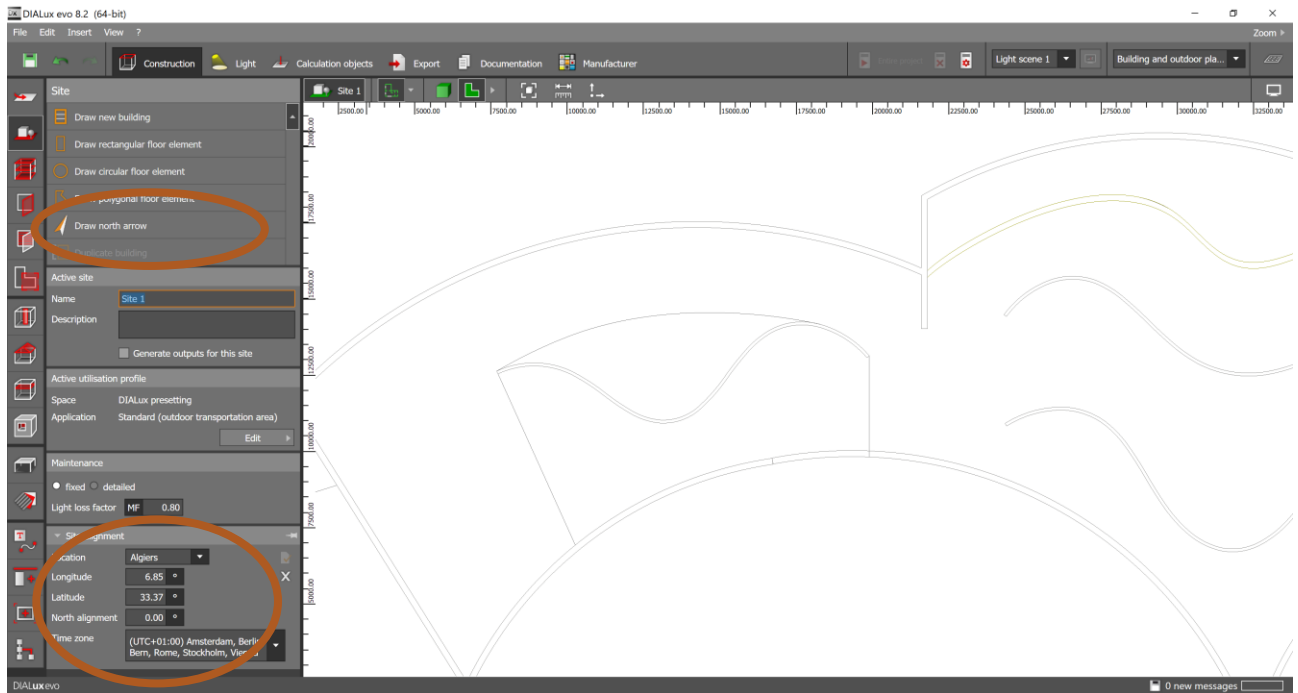 DIALux evo 8.2 (64-bit)
File Edit Insert View ?
Zoom
Construction Light Calculation objects Export Documentation Manufacturer
Light scene 1
Building and outdoor pla...
Site
Site 1
Draw new building
Draw rectangular floor element
Draw circular floor element
polygonal floor element
Draw north arrow
Duplicate building
2500.00 5000.00 7500.00 10000.00 12500.00 15000.00 17500.00 20000.00 22500.00 25000.00 27500.00 30000.00 32500.00
20000.00
17500.00
15000.00
12500.00
10000.00
7500.00
5000.00
Active site
Name Site 1
Description
Generate outputs for this site
Active utilisation profile
Space DIALux presetting
Application Standard (outdoor transportation area)
Edit
Maintenance
fixed detailed
Light loss factor MF 0.80
Location Algiers
Longitude 6.85 °
Latitude 33.37 °
North alignment 0.00 °
Time zone (UTC+01:00) Amsterdam, Berlin
Bern, Rome, Stockholm,
DIALux evo
0 new messages